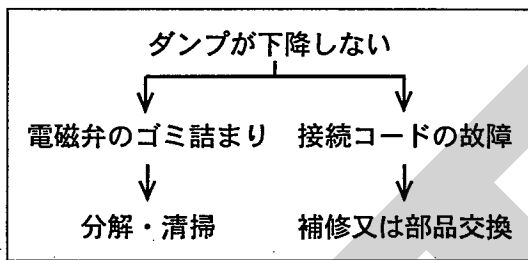 ダンプが下降しない
電磁弁のゴミ詰まり 接続コードの故障
分解・清掃 補修又は部品交換